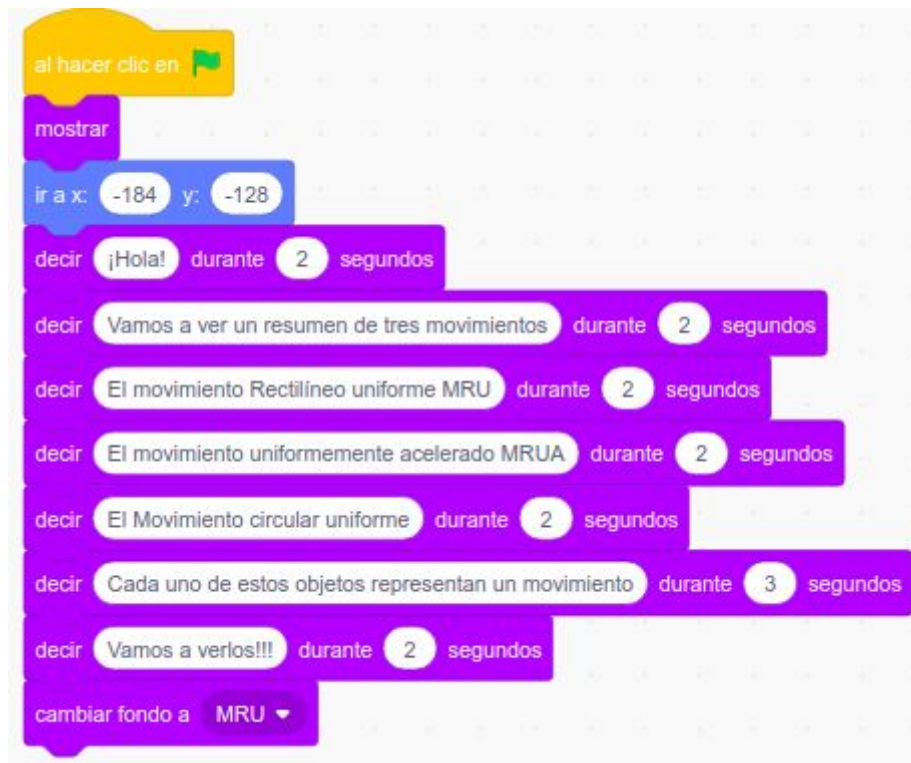 al hacer clic en
mostrar
ir a x: -184 y: -128
decir ¡Hola! durante 2 segundos
decir Vamos a ver un resumen de tres movimientos durante 2 segundos
decir El movimiento Rectilíneo uniforme MRU durante 2 segundos
decir El movimiento uniformemente acelerado MRUA durante 2 segundos
decir El Movimiento circular uniforme durante 2 segundos
decir Cada uno de estos objetos representan un movimiento durante 3 segundos
decir Vamos a verlos!!! durante 2 segundos
cambiar fondo a MRU